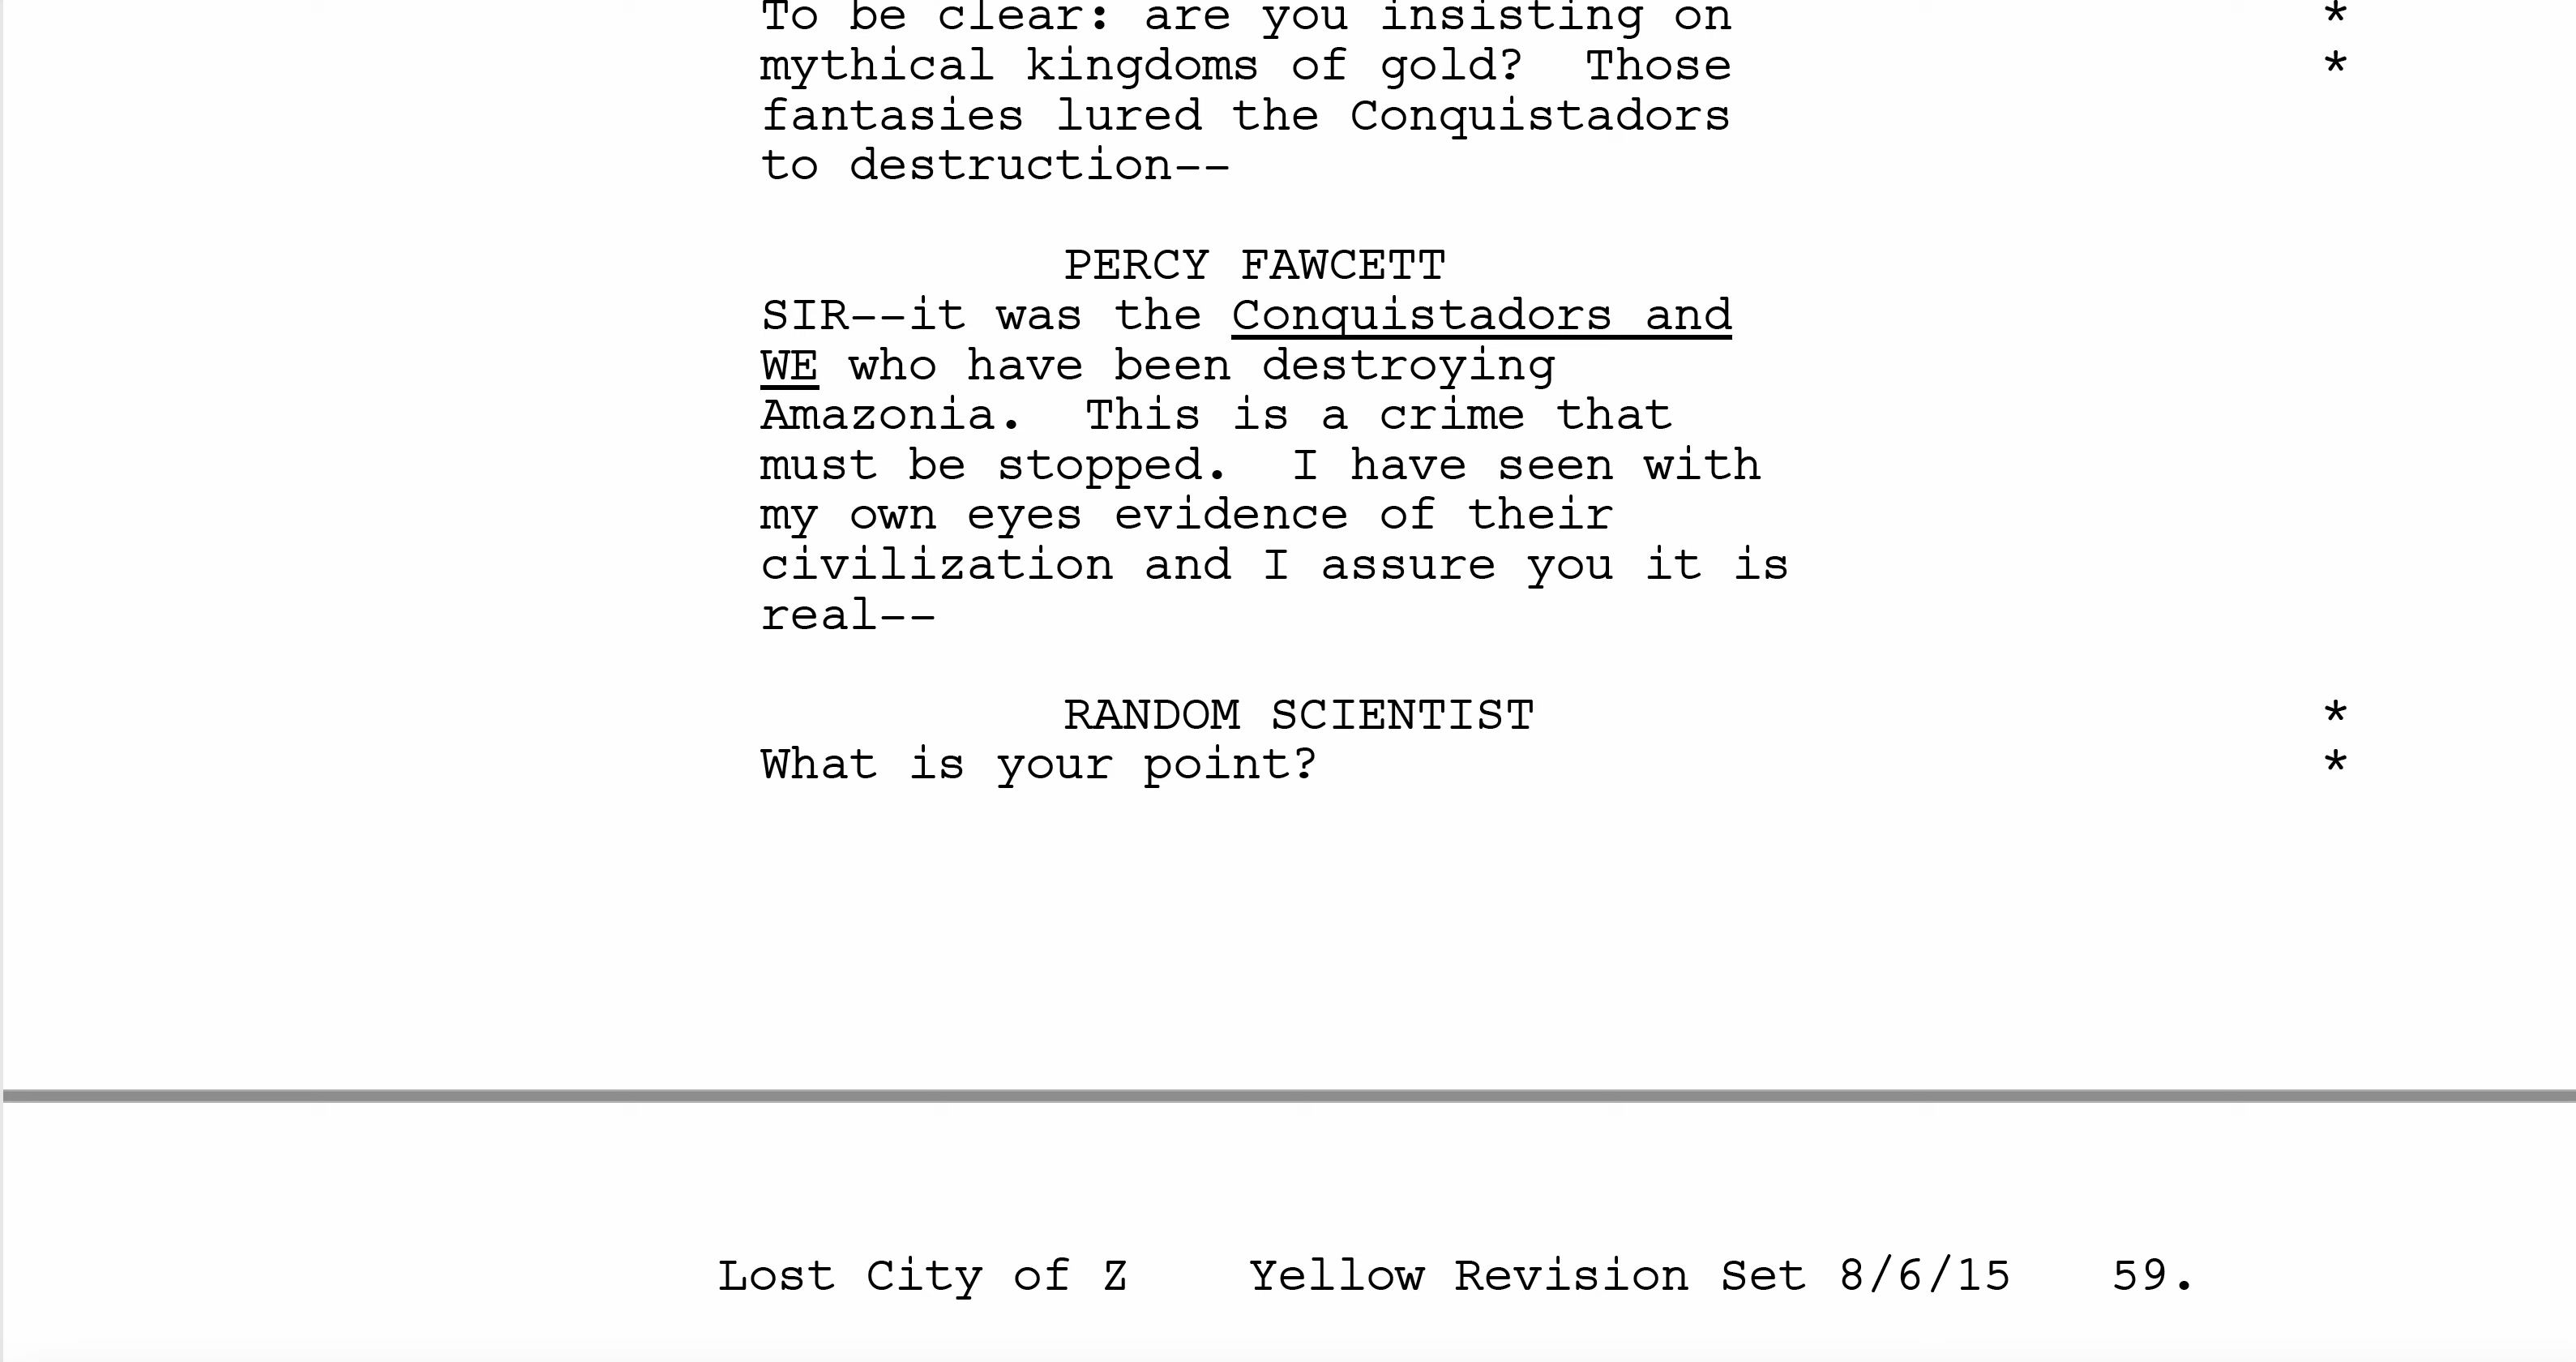 To be clear: are you insisting on *
mythical kingdoms of gold?  Those *
fantasies lured the Conquistadors
to destruction--
PERCY FAWCETT
SIR--it was the Conquistadors and
WE who have been destroying
Amazonia.  This is a crime that
must be stopped.  I have seen with
my own eyes evidence of their
civilization and I assure you it is
real--
RANDOM SCIENTIST *
What is your point? *
Lost City of Z    Yellow Revision Set 8/6/15   59.